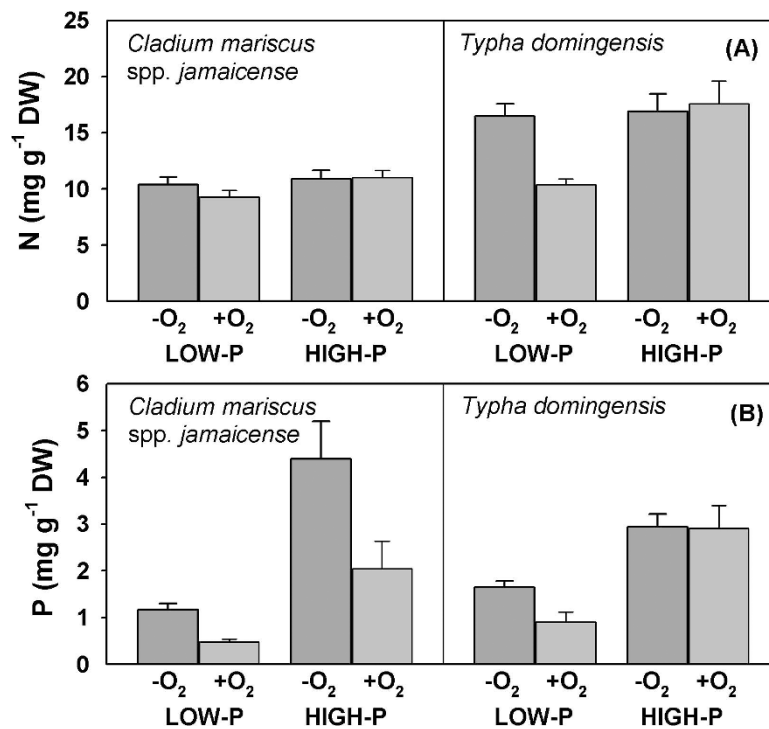 N (mg g⁻¹ DW)
25
20
15
10
5
0
Cladium mariscus
spp. jamaicense
Typha domingensis
(A)
-O₂ +O₂ -O₂ +O₂ -O₂ +O₂ -O₂ +O₂
LOW-P HIGH-P LOW-P HIGH-P
P (mg g⁻¹ DW)
6
5
4
3
2
1
0
Cladium mariscus
spp. jamaicense
Typha domingensis
(B)
-O₂ +O₂ -O₂ +O₂ -O₂ +O₂ -O₂ +O₂
LOW-P HIGH-P LOW-P HIGH-P